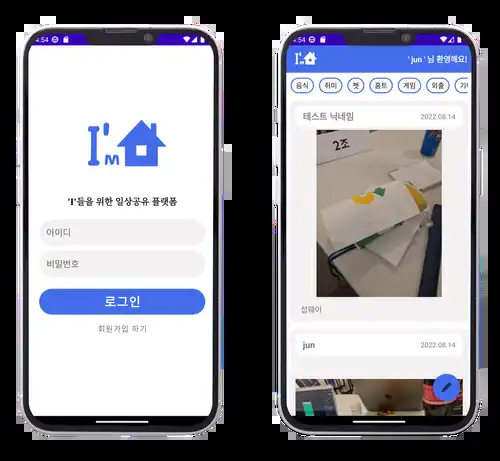 4:54
I'm
'I'들을 위한 일상공유 플랫폼
아이디
비밀번호
로그인
회원가입 하기
4:54
I'm
' jun ' 님 환영해요!
음식
취미
펫
홈트
게임
외출
테스트 닉네임
2022.08.14
2조
섭웨이
jun
2022.08.14